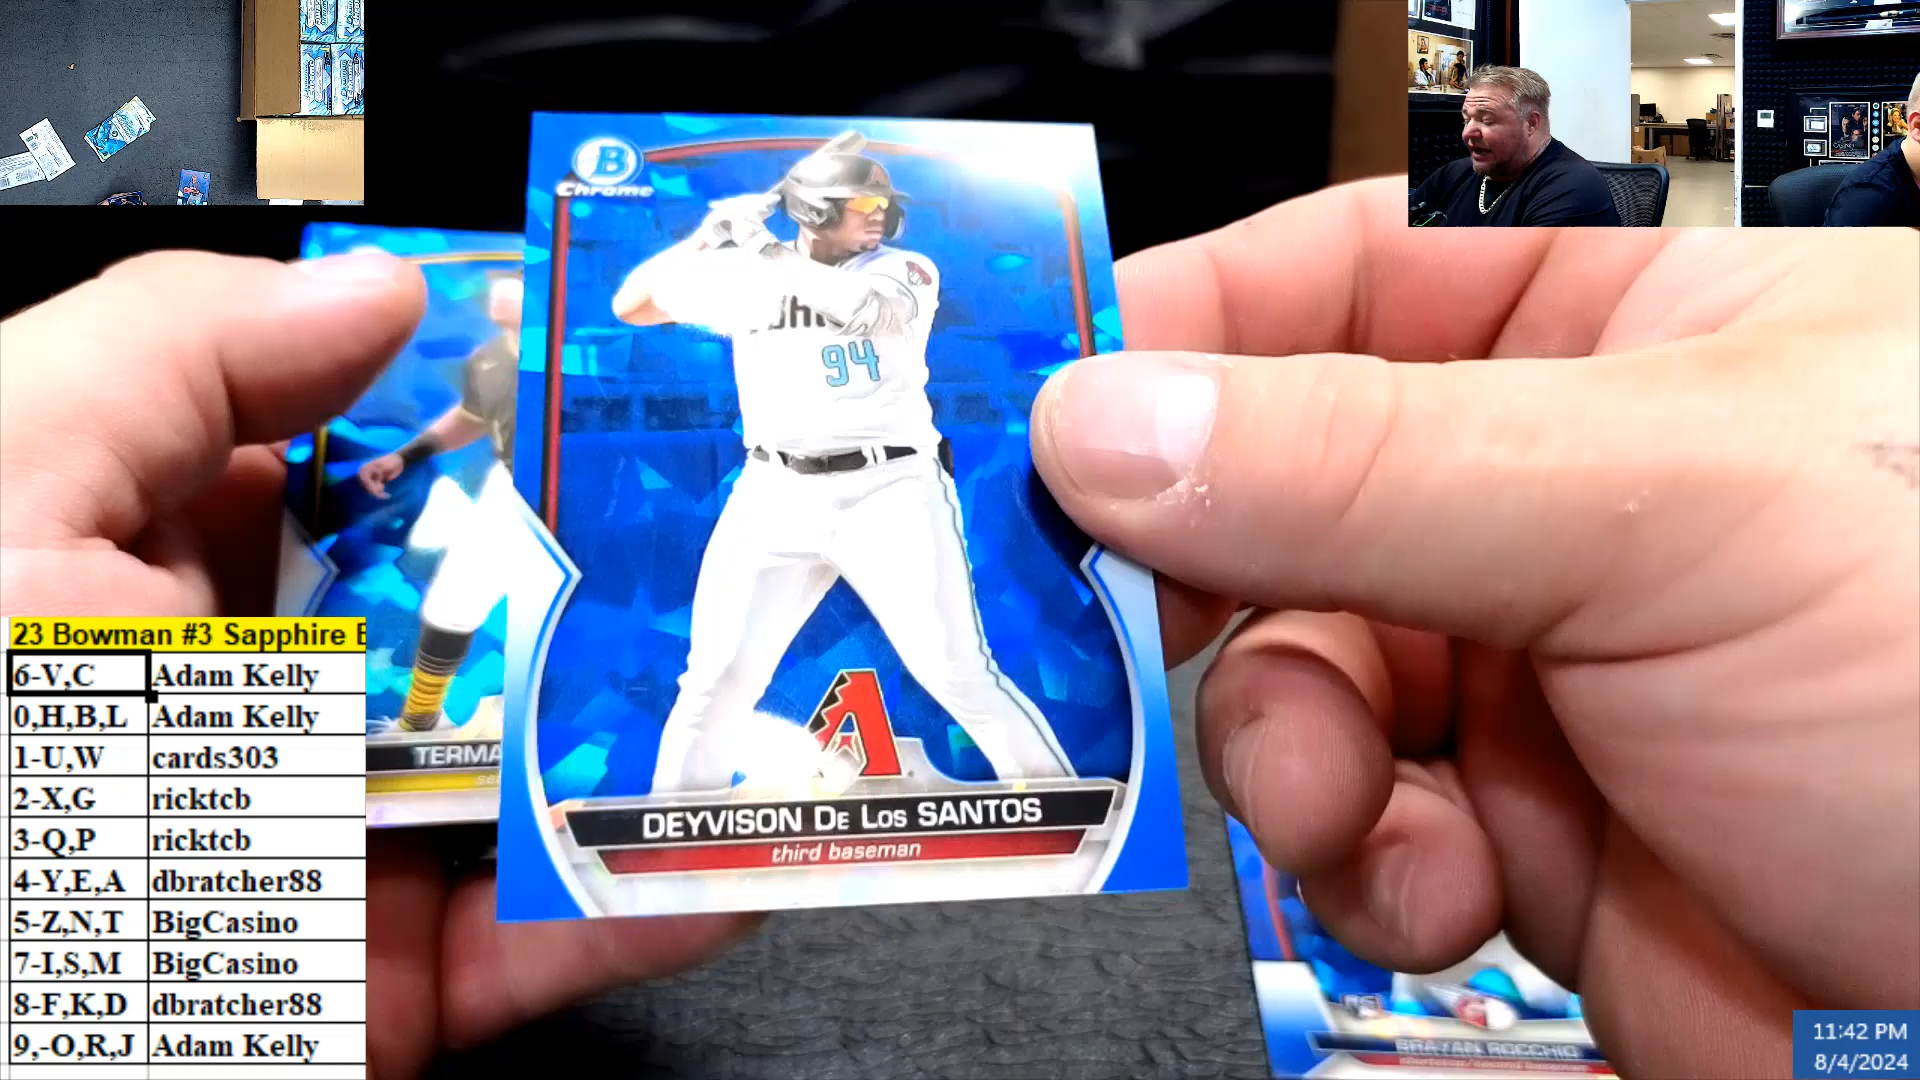 B
Chrome
94
DEYVISON DE LOS SANTOS
third baseman
TERMA
BRAYAN ROCCHIO
23 Bowman #3 Sapphire
6-V,C Adam Kelly
0,H,B,L Adam Kelly
1-U,W cards303
2-X,G ricktcb
3-Q,P ricktcb
4-Y,E,A dbratcher88
5-Z,N,T BigCasino
7-I,S,M BigCasino
8-F,K,D dbratcher88
9,-O,R,J Adam Kelly
11:42 PM
8/4/2024